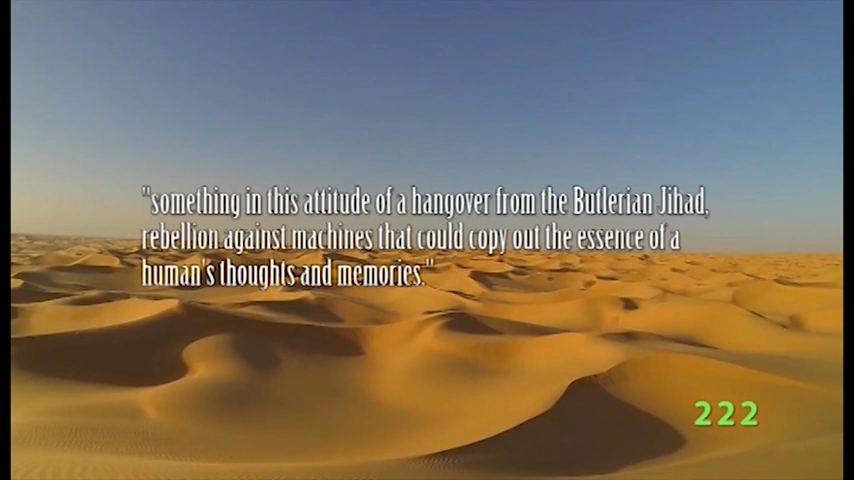 "something in this attitude of a hangover from the Butlerian Jihad,
rebellion against machines that could copy out the essence of a
human's thoughts and memories."
222